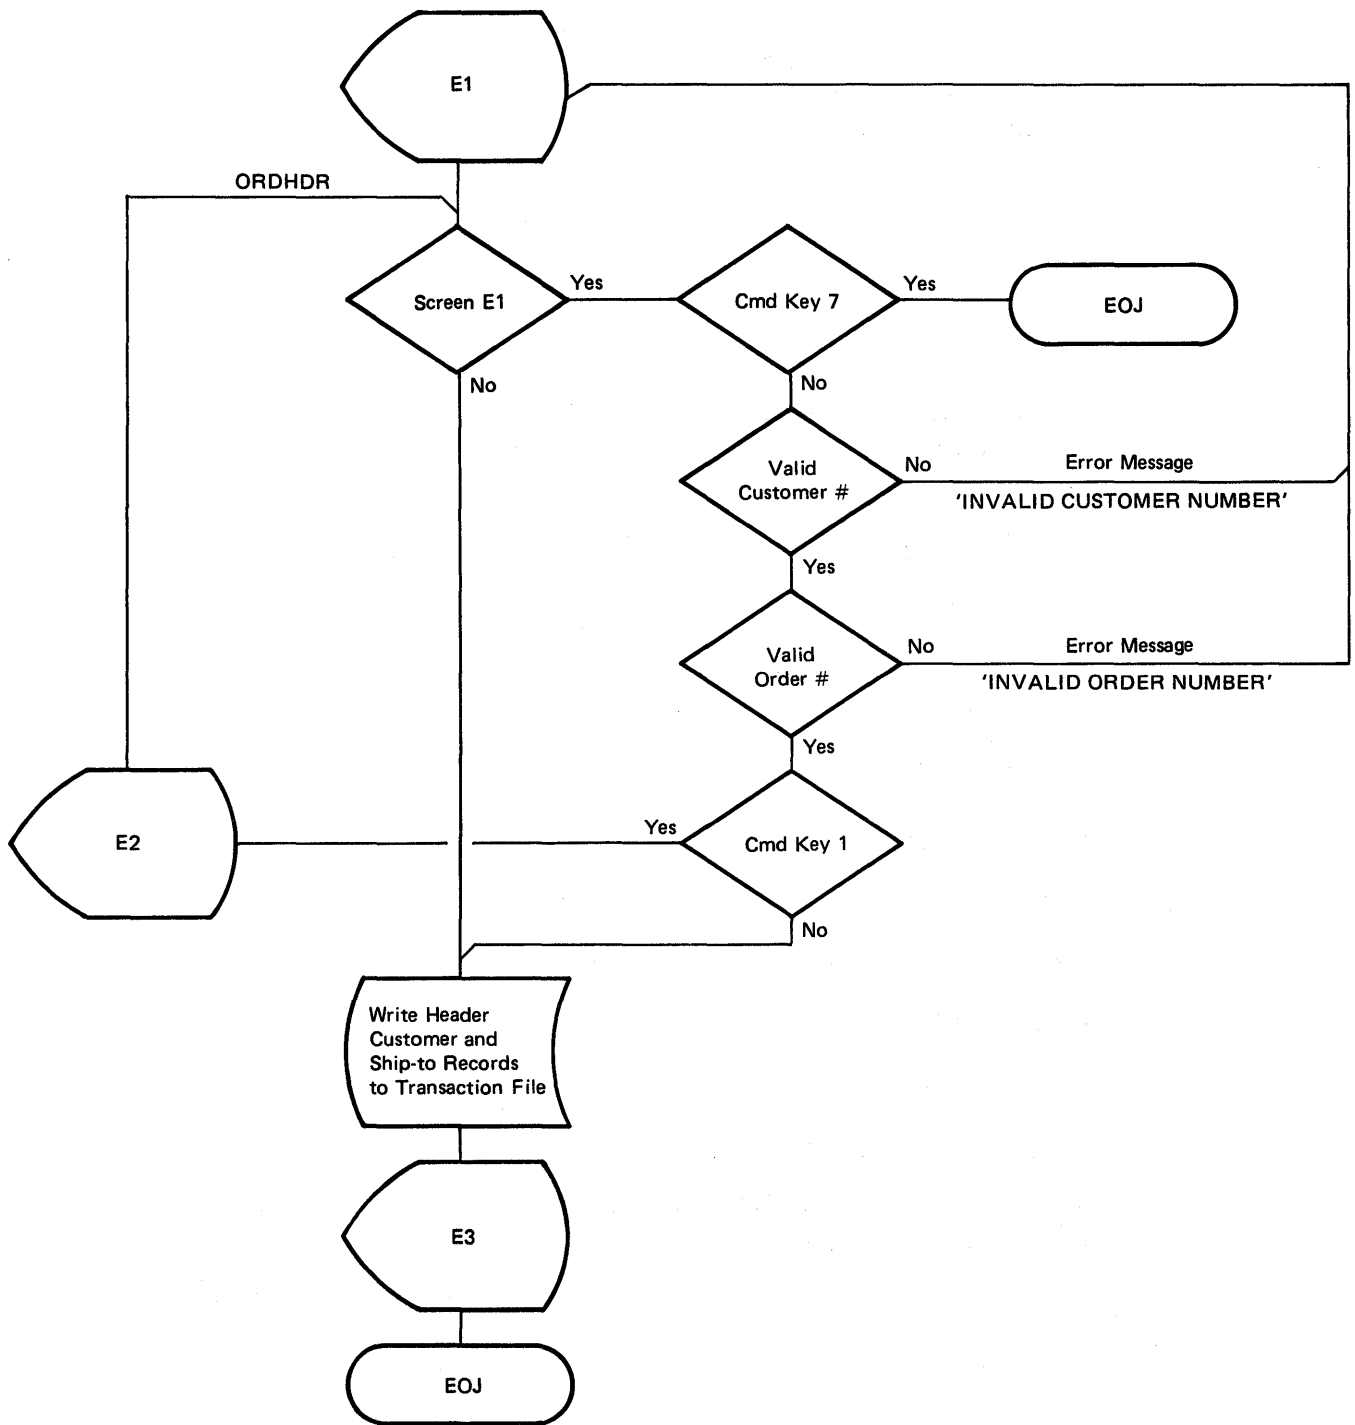 E1
ORDHDR
Screen E1
Yes
Cmd Key 7
Yes
EOJ
No
No
Valid
Customer #
No
Error Message
'INVALID CUSTOMER NUMBER'
Yes
Valid
Order #
No
Error Message
'INVALID ORDER NUMBER'
Yes
E2
Yes
Cmd Key 1
No
Write Header
Customer and
Ship-to Records
to Transaction File
E3
EOJ